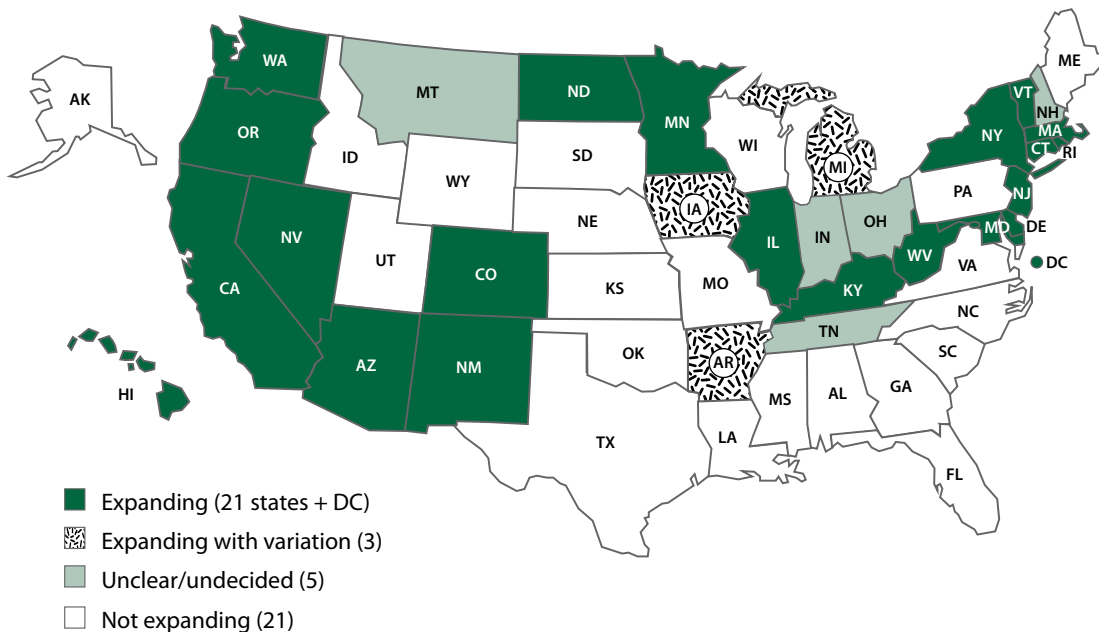 ME
WA
VT
MT
ND
AK
NH
MN
OR
NY
MA
WI
CT
RI
ID
SD
MI
WY
PA
NJ
IA
NE
OH
NV
IL
IN
MD
DE
UT
WV
CO
DC
VA
CA
KS
MO
KY
NC
TN
OK
AR
SC
AZ
NM
HI
MS
AL
GA
LA
TX
FL
Expanding (21 states + DC)
Expanding with variation (3)
Unclear/undecided (5)
Not expanding (21)